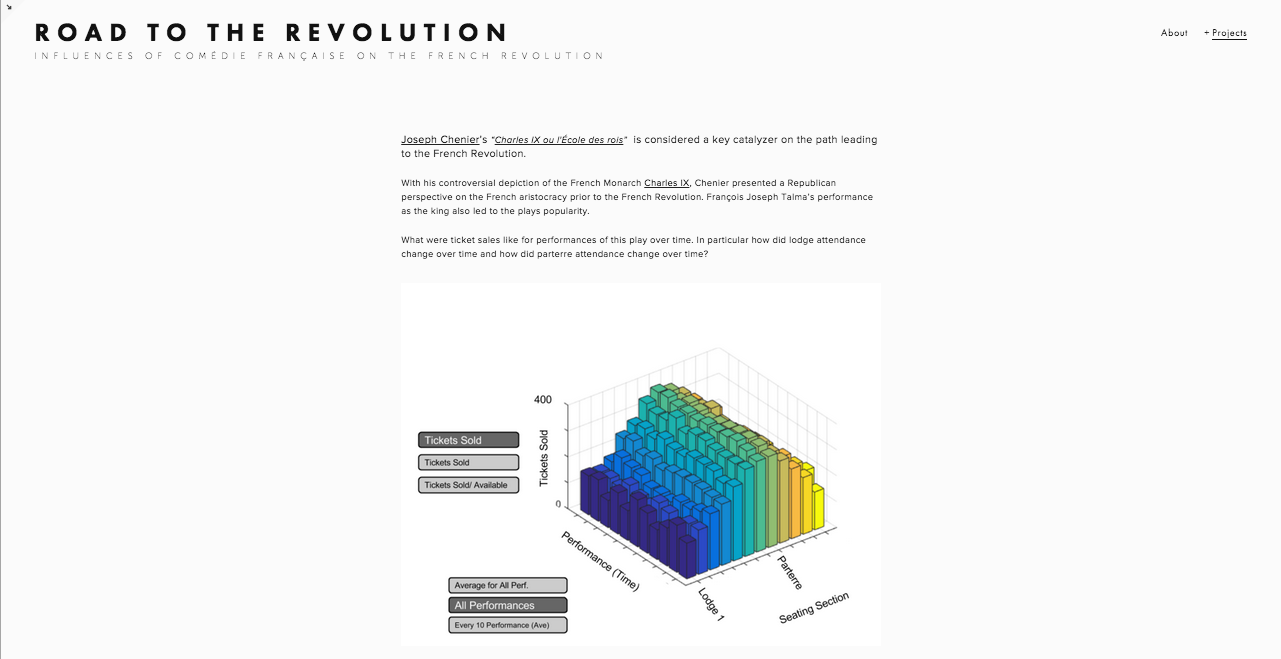 ROAD TO THE REVOLUTION
INFLUENCES OF COMÉDIE FRANÇAISE ON THE FRENCH REVOLUTION
About + Projects
Joseph Chenier's "Charles IX ou l'École des rois" is considered a key catalyzer on the path leading
to the French Revolution.
With his controversial depiction of the French Monarch Charles IX, Chenier presented a Republican
perspective on the French aristocracy prior to the French Revolution. François Joseph Talma's performance
as the king also led to the plays popularity.
What were ticket sales like for performances of this play over time. In particular how did lodge attendance
change over time and how did parterre attendance change over time?
400
Tickets Sold
0
Tickets Sold
Tickets Sold
Tickets Sold/ Available
Performance (Time)
Lodge 1
Parterre
Seating Section
Average for All Perf.
All Performances
Every 10 Performance (Ave)